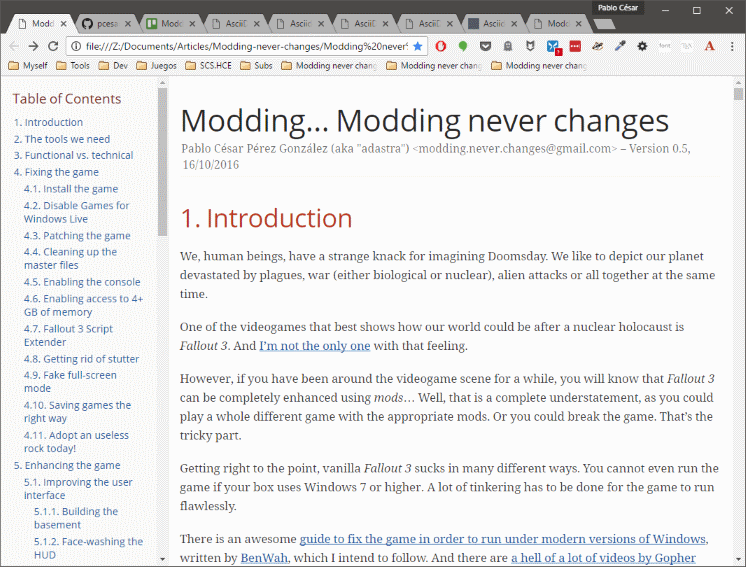 Pablo César
Modd
pcesa
Modd
AsciiD
AsciiD
AsciiD
AsciiD
Asciid
Modd
file:///Z:/Documents/Articles/Modding-never-changes/Modding%20never
Myself
Tools
Dev
Juegos
SCS.HCE
Subs
Modding never chang
Modding never chang
Modding never chang
Table of Contents
1. Introduction
2. The tools we need
3. Functional vs. technical
4. Fixing the game
4.1. Install the game
4.2. Disable Games for
Windows Live
4.3. Patching the game
4.4. Cleaning up the
master files
4.5. Enabling the console
4.6. Enabling access to 4+
GB of memory
4.7. Fallout 3 Script
Extender
4.8. Getting rid of stutter
4.9. Fake full-screen
mode
4.10. Saving games the
right way
4.11. Adopt an useless
rock today!
5. Enhancing the game
5.1. Improving the user
interface
5.1.1. Building the
basement
5.1.2. Face-washing the
HUD
Modding... Modding never changes
Pablo César Pérez González (aka "adastra") <modding.never.changes@gmail.com> – Version 0.5,
16/10/2016
1. Introduction
We, human beings, have a strange knack for imagining Doomsday. We like to depict our planet
devastated by plagues, war (either biological or nuclear), alien attacks or all together at the same
time.
One of the videogames that best shows how our world could be after a nuclear holocaust is
Fallout 3. And I'm not the only one with that feeling.
However, if you have been around the videogame scene for a while, you will know that Fallout 3
can be completely enhanced using mods... Well, that is a complete understatement, as you could
play a whole different game with the appropriate mods. Or you could break the game. That's the
tricky part.
Getting right to the point, vanilla Fallout 3 sucks in many different ways. You cannot even run the
game if your box uses Windows 7 or higher. A lot of tinkering has to be done for the game to run
flawlessly.
There is an awesome guide to fix the game in order to run under modern versions of Windows,
written by BenWah, which I intend to follow. And there are a hell of a lot of videos by Gopher